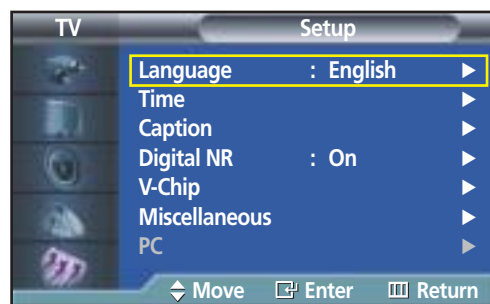 TV Setup
Language : English
Time
Caption
Digital NR : On
V-Chip
Miscellaneous
PC
Move Enter Return